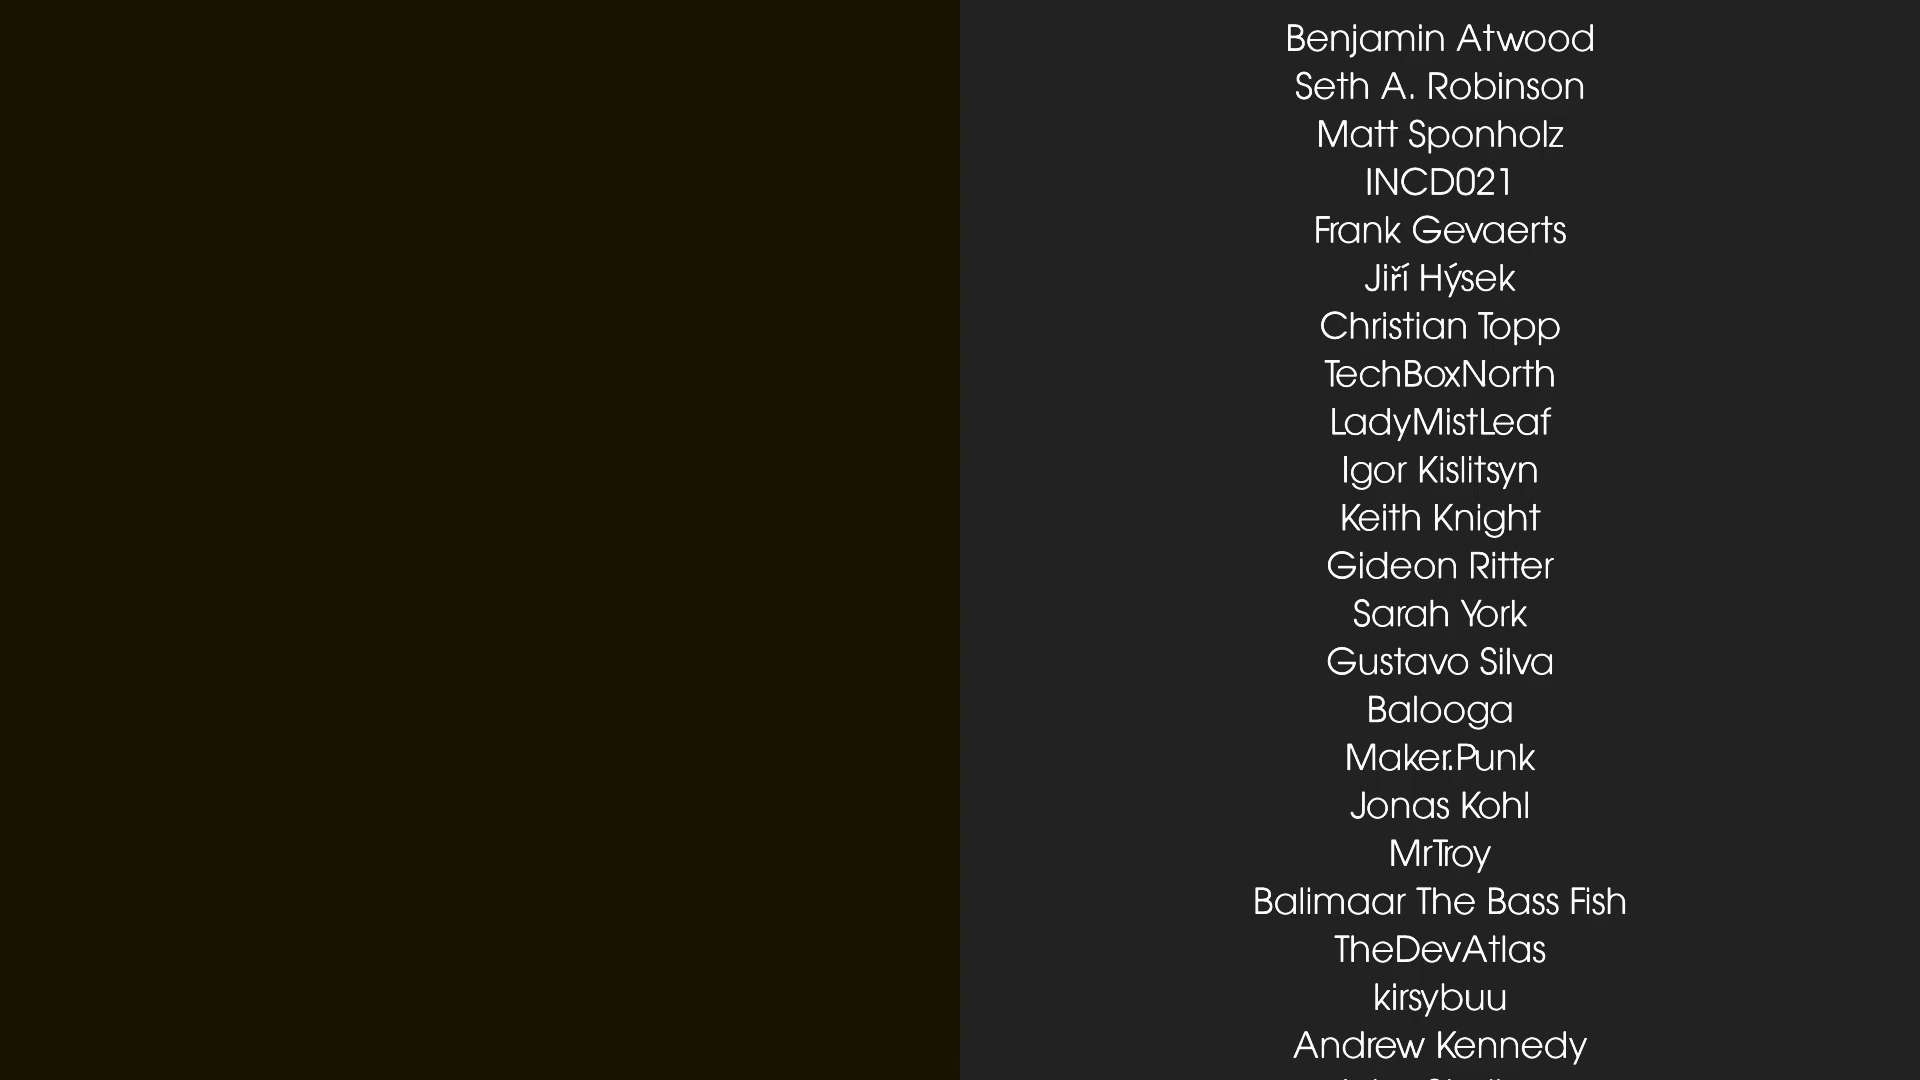 Benjamin Atwood
Seth A. Robinson
Matt Sponholz
INCD021
Frank Gevaerts
Jiří Hýsek
Christian Topp
TechBoxNorth
LadyMistLeaf
Igor Kislitsyn
Keith Knight
Gideon Ritter
Sarah York
Gustavo Silva
Balooga
Maker.Punk
Jonas Kohl
MrTroy
Balimaar The Bass Fish
TheDevAtlas
kirsybuu
Andrew Kennedy